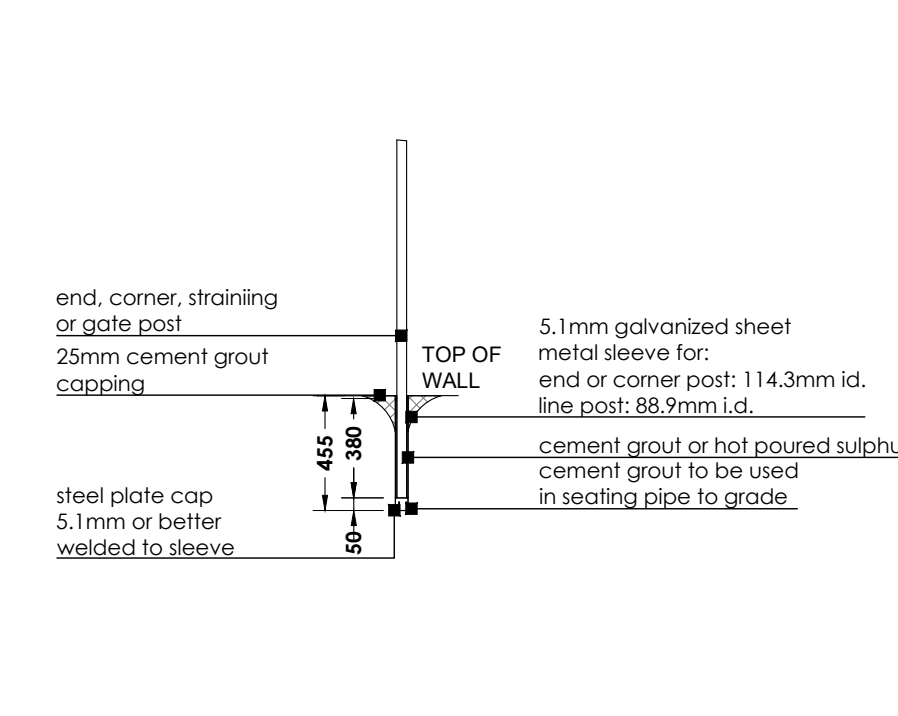 end, corner, strainiing
or gate post
25mm cement grout
capping
TOP OF
WALL
5.1mm galvanized sheet
metal sleeve for:
end or corner post: 114.3mm id.
line post: 88.9mm i.d.
455
380
cement grout or hot poured sulphu
cement grout to be used
in seating pipe to grade
steel plate cap
5.1mm or better
welded to sleeve
50